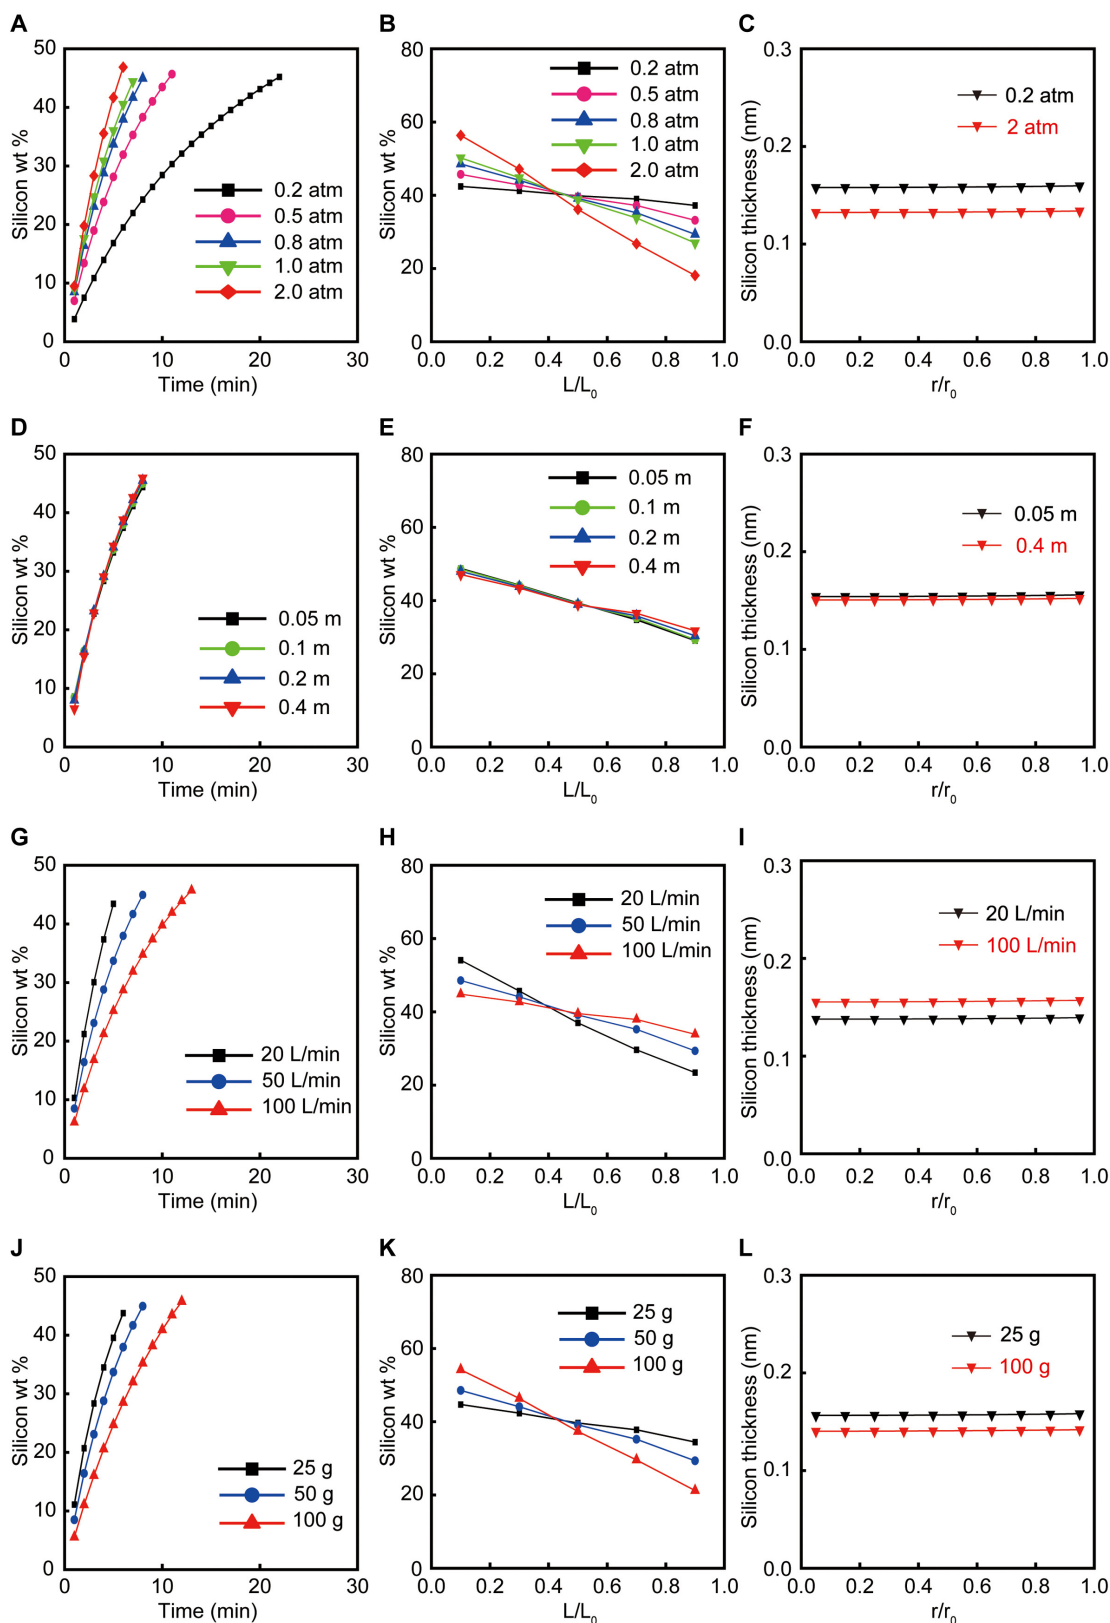 A
Silicon wt %
50
40
30
20
10
0
0.2 atm
0.5 atm
0.8 atm
1.0 atm
2.0 atm
0 10 20 30
Time (min)
B
Silicon wt %
80
60
40
20
0
0.2 atm
0.5 atm
0.8 atm
1.0 atm
2.0 atm
0.0 0.2 0.4 0.6 0.8 1.0
L/L0
C
Silicon thickness (nm)
0.3
0.2
0.1
0.0
0.2 atm
2 atm
0.0 0.2 0.4 0.6 0.8 1.0
r/r0
D
Silicon wt %
50
40
30
20
10
0
0.05 m
0.1 m
0.2 m
0.4 m
0 10 20 30
Time (min)
E
Silicon wt %
80
60
40
20
0
0.05 m
0.1 m
0.2 m
0.4 m
0.0 0.2 0.4 0.6 0.8 1.0
L/L0
F
Silicon thickness (nm)
0.3
0.2
0.1
0.0
0.05 m
0.4 m
0.0 0.2 0.4 0.6 0.8 1.0
r/r0
G
Silicon wt %
50
40
30
20
10
0
20 L/min
50 L/min
100 L/min
0 10 20 30
Time (min)
H
Silicon wt %
80
60
40
20
0
20 L/min
50 L/min
100 L/min
0.0 0.2 0.4 0.6 0.8 1.0
L/L0
I
Silicon thickness (nm)
0.3
0.2
0.1
0.0
20 L/min
100 L/min
0.0 0.2 0.4 0.6 0.8 1.0
r/r0
J
Silicon wt %
50
40
30
20
10
0
25 g
50 g
100 g
0 10 20 30
Time (min)
K
Silicon wt %
80
60
40
20
0
25 g
50 g
100 g
0.0 0.2 0.4 0.6 0.8 1.0
L/L0
L
Silicon thickness (nm)
0.3
0.2
0.1
0.0
25 g
100 g
0.0 0.2 0.4 0.6 0.8 1.0
r/r0